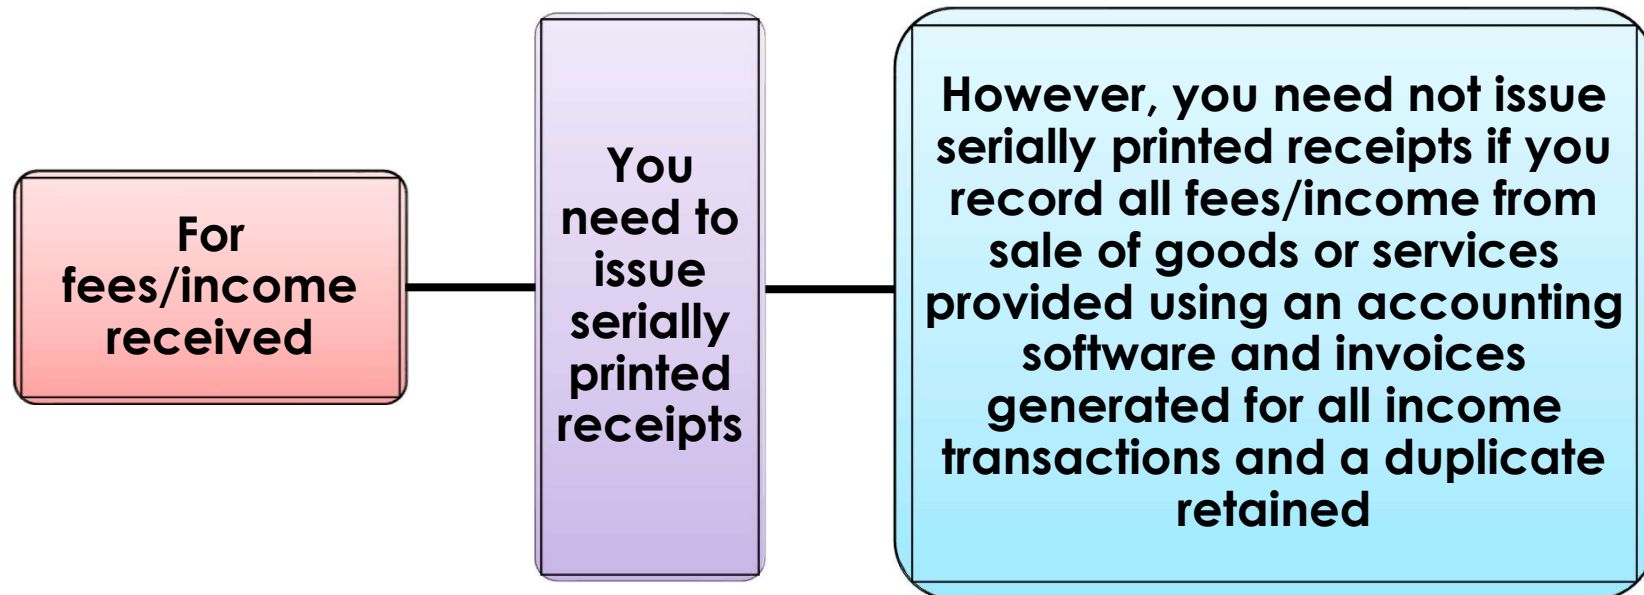 For
fees/income
received
You
need to
issue
serially
printed
receipts
However, you need not issue
serially printed receipts if you
record all fees/income from
sale of goods or services
provided using an accounting
software and invoices
generated for all income
transactions and a duplicate
retained